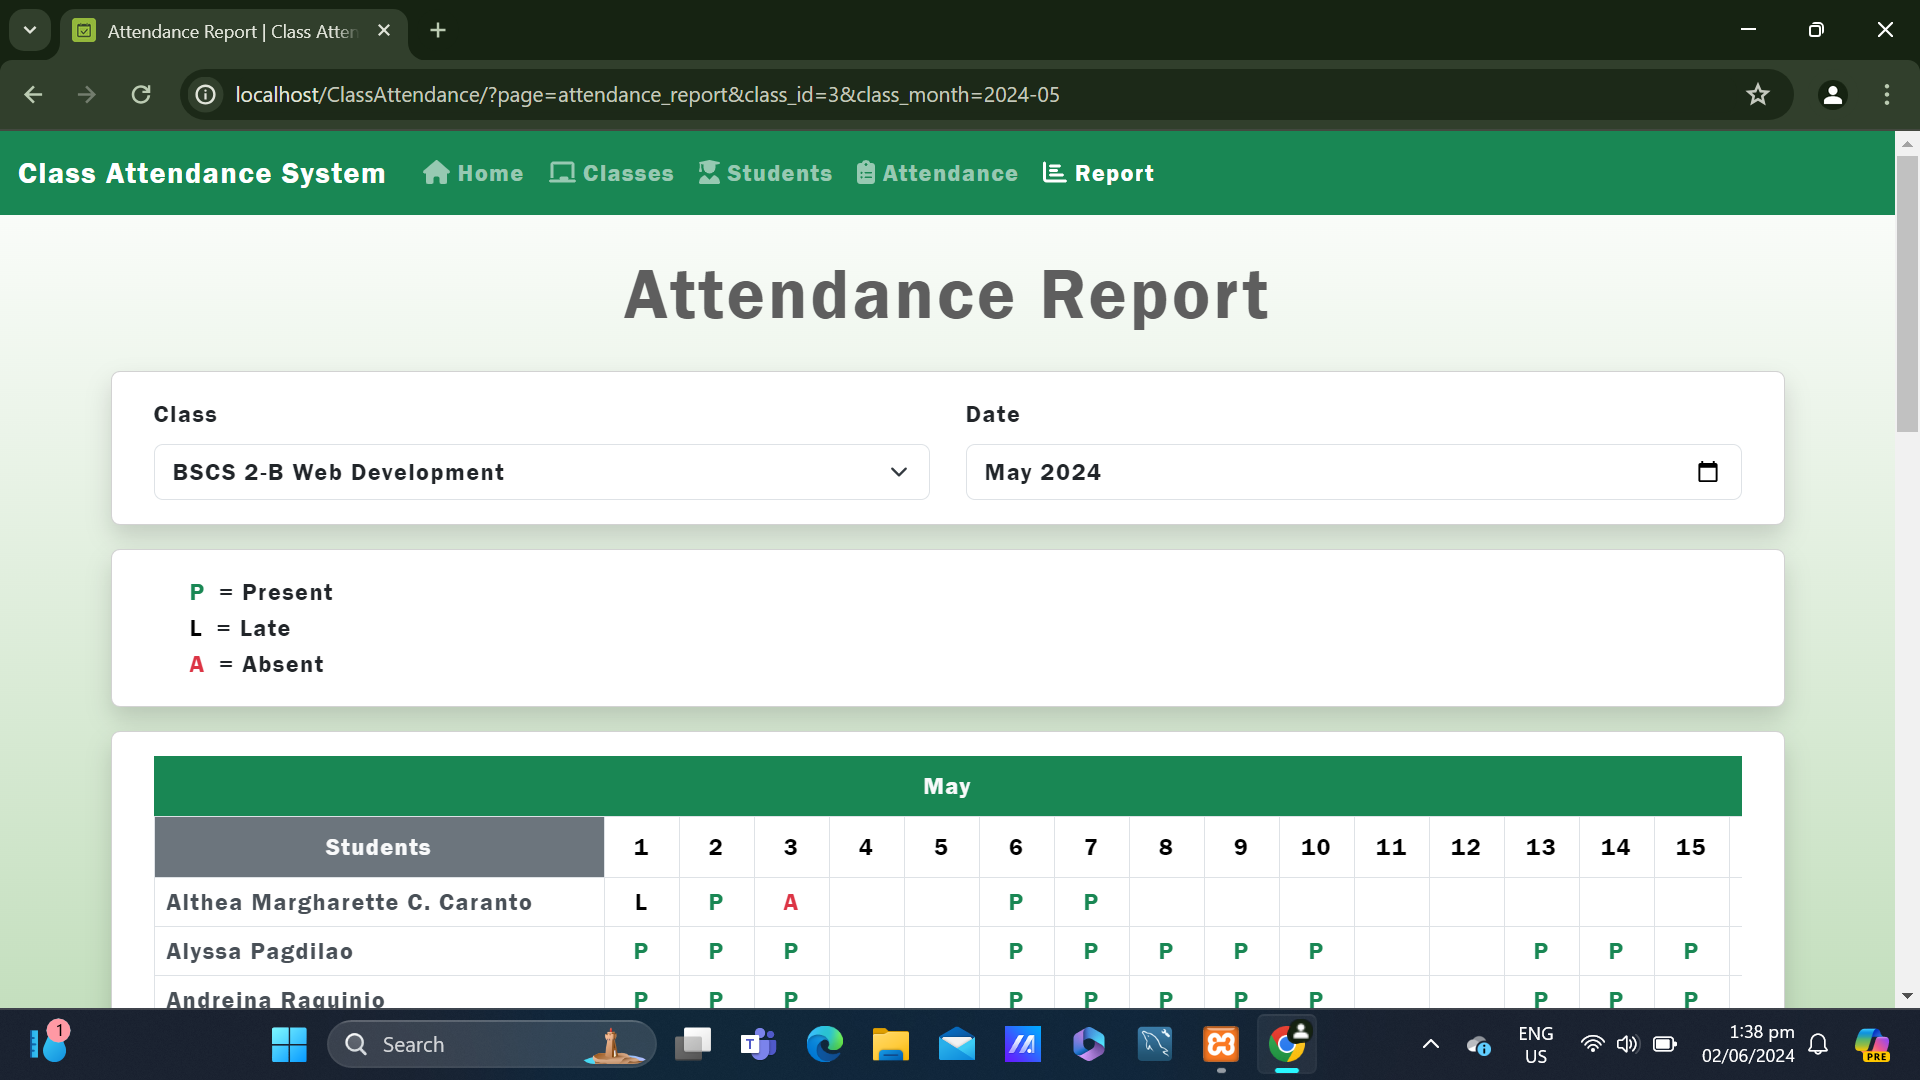 Attendance Report | Class Atten
localhost/ClassAttendance/?page=attendance_report&class_id=3&class_month=2024-05
Class Attendance System Home Classes Students Attendance Report
Attendance Report
Class Date
BSCS 2-B Web Development May 2024
P = Present
L = Late
A = Absent
May
Students 1 2 3 4 5 6 7 8 9 10 11 12 13 14 15
Althea Margharette C. Caranto L P A P P
Alyssa Pagdilao P P P P P P P P P P P
Andreina Raquinio P P P P P P P P P P P
1 Search ENG 1:38 pm
US 02/06/2024 PRE